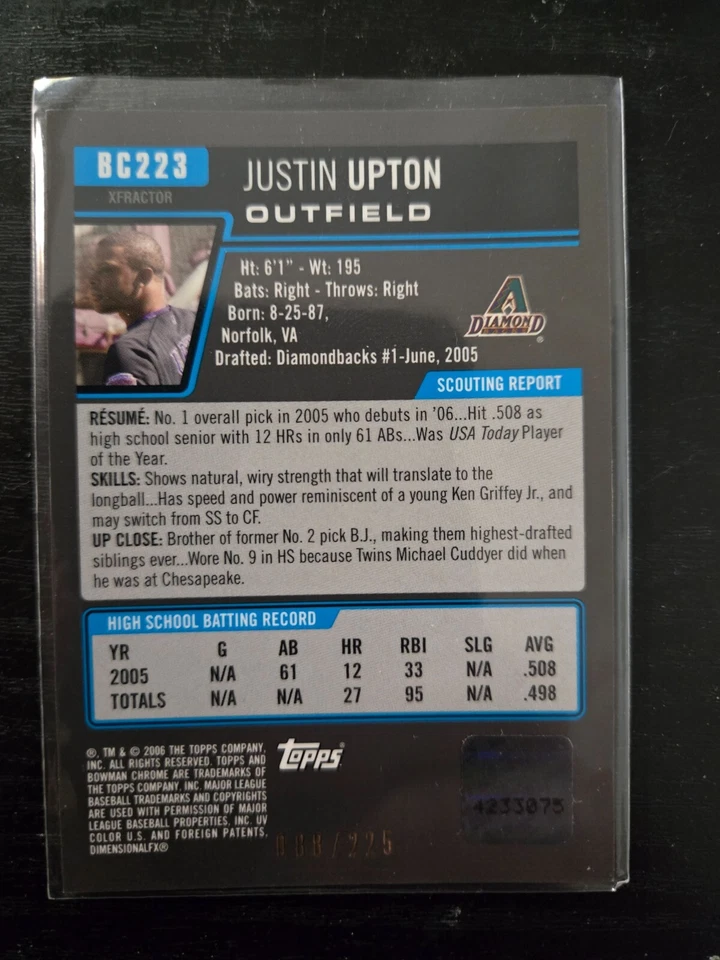 BC223
XFRACTOR
JUSTIN UPTON
OUTFIELD
Ht: 6'1" - Wt: 195
Bats: Right - Throws: Right
Born: 8-25-87,
Norfolk, VA
Drafted: Diamondbacks #1-June, 2005
DIAMOND
SCOUTING REPORT
RÉSUMÉ: No. 1 overall pick in 2005 who debuts in '06...Hit .508 as
high school senior with 12 HRs in only 61 ABs...Was USA Today Player
of the Year.
SKILLS: Shows natural, wiry strength that will translate to the
longball...Has speed and power reminiscent of a young Ken Griffey Jr., and
may switch from SS to CF.
UP CLOSE: Brother of former No. 2 pick B.J., making them highest-drafted
siblings ever...Wore No. 9 in HS because Twins Michael Cuddyer did when
he was at Chesapeake.
HIGH SCHOOL BATTING RECORD
YR G AB HR RBI SLG AVG
2005 N/A 61 12 33 N/A .508
TOTALS N/A N/A 27 95 N/A .498
®, TM & © 2006 THE TOPPS COMPANY,
INC. ALL RIGHTS RESERVED. TOPPS AND
BOWMAN CHROME ARE TRADEMARKS OF
THE TOPPS COMPANY, INC. MAJOR LEAGUE
BASEBALL TRADEMARKS AND COPYRIGHTS
ARE USED WITH PERMISSION OF MAJOR
LEAGUE BASEBALL PROPERTIES, INC. UV
COLOR U.S. AND FOREIGN PATENTS,
DIMENSIONALFX®
topps®
4233075
/225